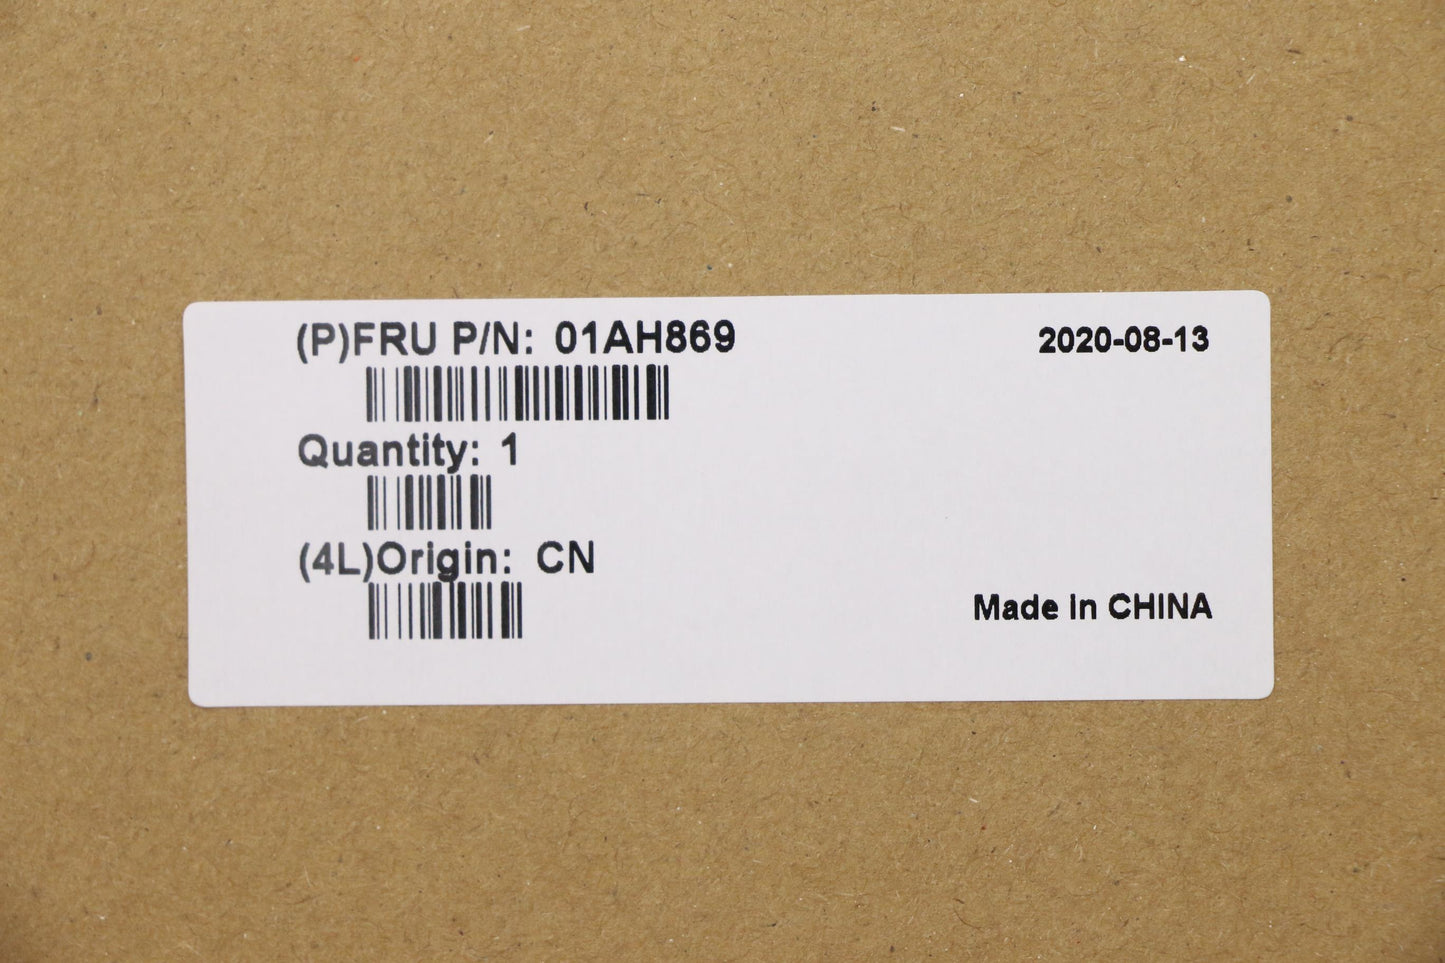 (P)FRU P/N: 01AH869
2020-08-13
Quantity: 1
(4L)Origin: CN
Made in CHINA